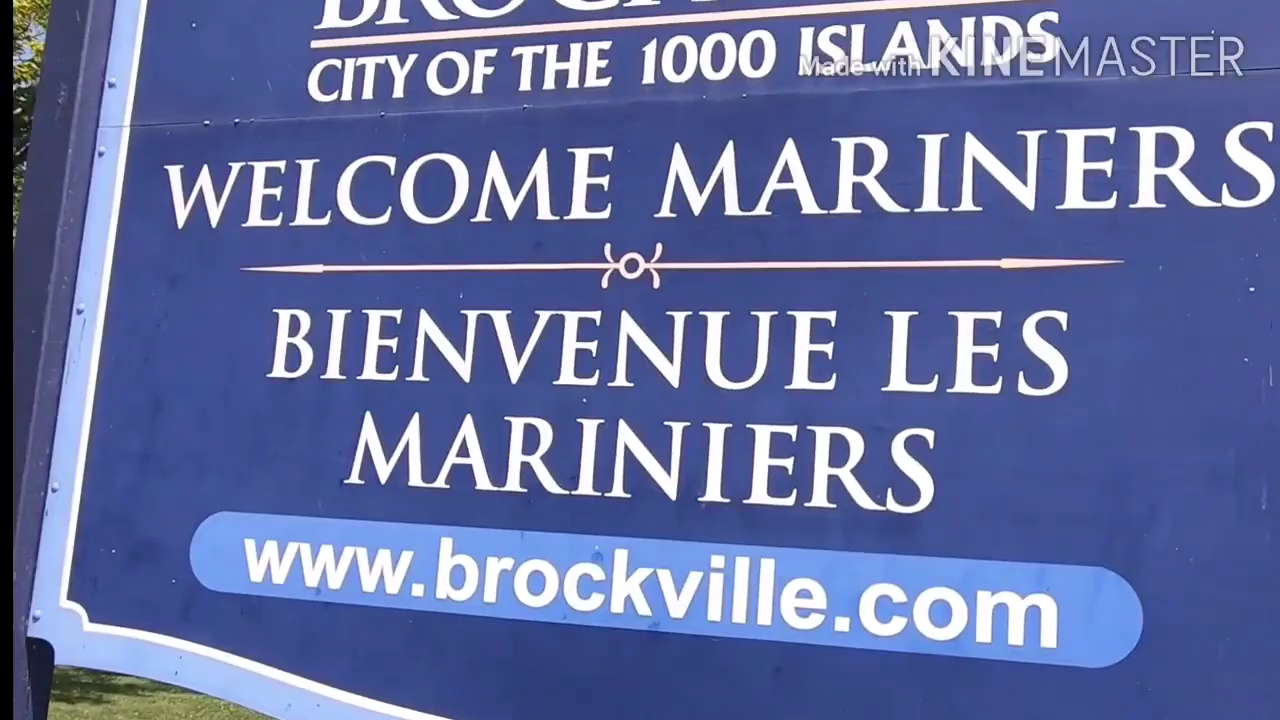 CITY OF THE 1000 ISLANDS
Made with KINEMASTER
WELCOME MARINERS
BIENVENUE LES
MARINIERS
www.brockville.com